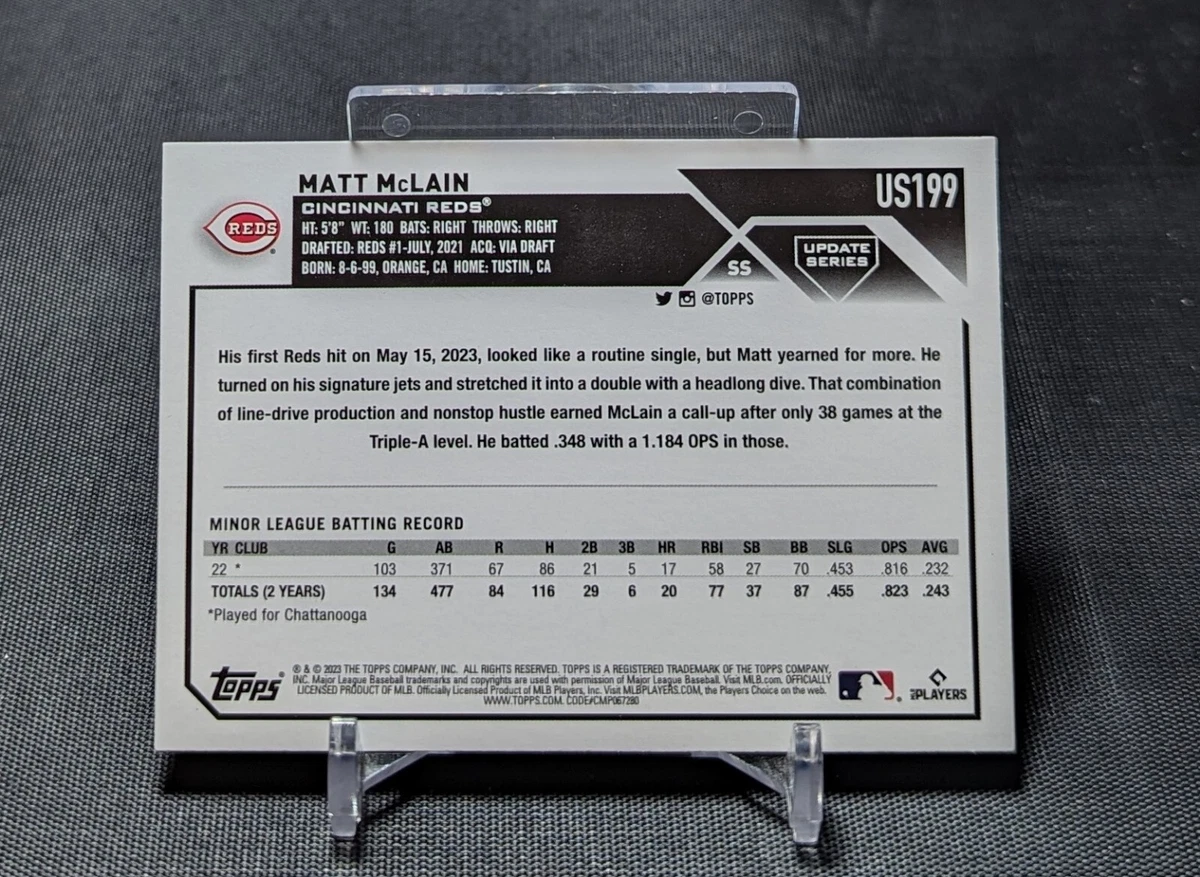 MATT McLAIN
US199
CINCINNATI REDS®
REDS
HT: 5'8" WT: 180 BATS: RIGHT THROWS: RIGHT
DRAFTED: REDS #1-JULY, 2021 ACQ: VIA DRAFT
BORN: 8-6-99, ORANGE, CA HOME: TUSTIN, CA
SS
UPDATE
SERIES
@TOPPS
His first Reds hit on May 15, 2023, looked like a routine single, but Matt yearned for more. He
turned on his signature jets and stretched it into a double with a headlong dive. That combination
of line-drive production and nonstop hustle earned McLain a call-up after only 38 games at the
Triple-A level. He batted .348 with a 1.184 OPS in those.
MINOR LEAGUE BATTING RECORD
YR CLUB G AB R H 2B 3B HR RBI SB BB SLG OPS AVG
22 * 103 371 67 86 21 5 17 58 27 70 .453 .816 .232
TOTALS (2 YEARS) 134 477 84 116 29 6 20 77 37 87 .455 .823 .243
*Played for Chattanooga
Topps®
® & © 2023 THE TOPPS COMPANY, INC. ALL RIGHTS RESERVED. TOPPS IS A REGISTERED TRADEMARK OF THE TOPPS COMPANY,
INC. Major League Baseball trademarks and copyrights are used with permission of Major League Baseball. Visit MLB.com. OFFICIALLY
LICENSED PRODUCT OF MLB. Officially Licensed Product of MLB Players, Inc. Visit MLBPLAYERS.COM, the Players Choice on the web.
WWW.TOPPS.COM. CODE#CMP067280
MLB PLAYERS